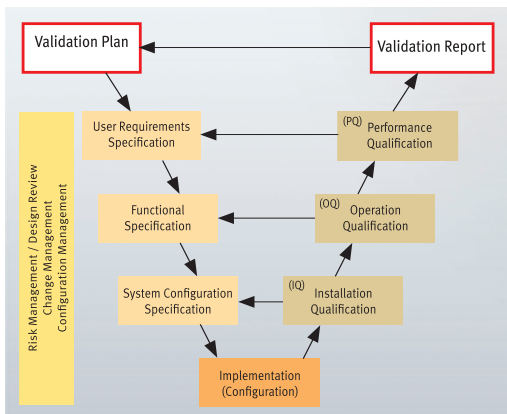 Validation Plan
Validation Report
User Requirements
Specification
(PQ) Performance
Qualification
Functional
Specification
(OQ) Operation
Qualification
System Configuration
Specification
(IQ) Installation
Qualification
Implementation
(Configuration)
Risk Management / Design Review
Change Management
Configuration Management